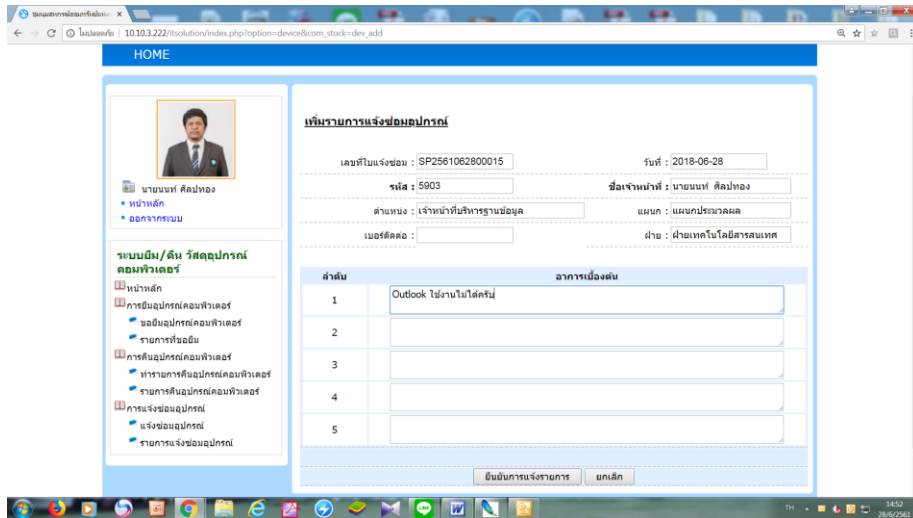 ไม่ปลอดภัย | 10.10.3.222/itsolution/index.php?option=device&com_stock=dev_add
HOME
นายนนท์ ศิลปทอง
หน้าหลัก
ออกจากระบบ
ระบบยืม/คืน วัสดุอุปกรณ์
คอมพิวเตอร์
หน้าหลัก
การยืมอุปกรณ์คอมพิวเตอร์
ขอยืมอุปกรณ์คอมพิวเตอร์
รายการที่ขอยืม
การคืนอุปกรณ์คอมพิวเตอร์
ทำรายการคืนอุปกรณ์คอมพิวเตอร์
รายการคืนอุปกรณ์คอมพิวเตอร์
การแจ้งซ่อมอุปกรณ์
แจ้งซ่อมอุปกรณ์
รายการแจ้งซ่อมอุปกรณ์
เพิ่มรายการแจ้งซ่อมอุปกรณ์
เลขที่ใบแจ้งซ่อม : SP2561062800015 วันที่ : 2018-06-28
รหัส : 5903 ชื่อเจ้าหน้าที่ : นายนนท์ ศิลปทอง
ตำแหน่ง : เจ้าหน้าที่บริหารฐานข้อมูล แผนก : แผนกประมวลผล
เบอร์ติดต่อ : ฝ่าย : ฝ่ายเทคโนโลยีสารสนเทศ
ลำดับ อาการเบื้องต้น
1 Outlook ใช้งานไม่ได้ครับ
2
3
4
5
ยืนยันการแจ้งรายการ ยกเลิก
TH 14:52
28/6/2561